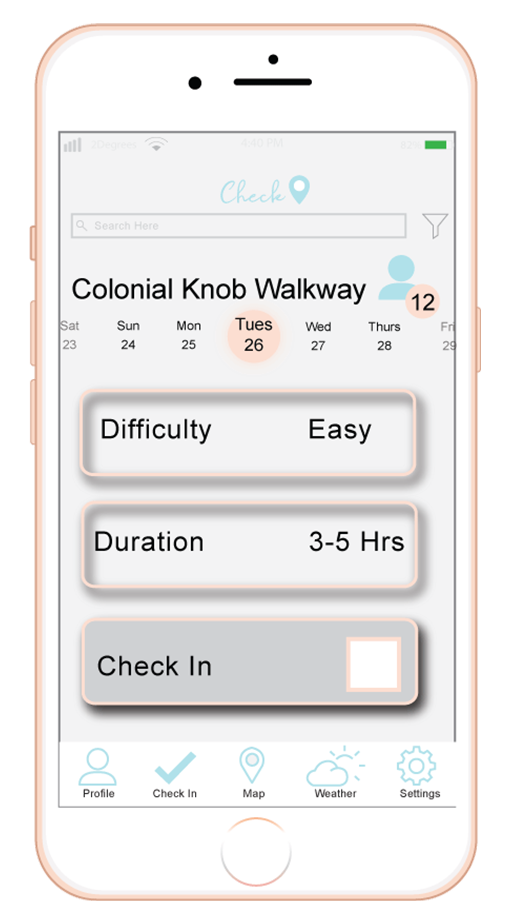 2Degrees 4:40 PM 82%
Check
Search Here
Colonial Knob Walkway
12
Sat Sun Mon Tues Wed Thurs Fri
23 24 25 26 27 28 29
Difficulty Easy
Duration 3-5 Hrs
Check In
Profile Check In Map Weather Settings